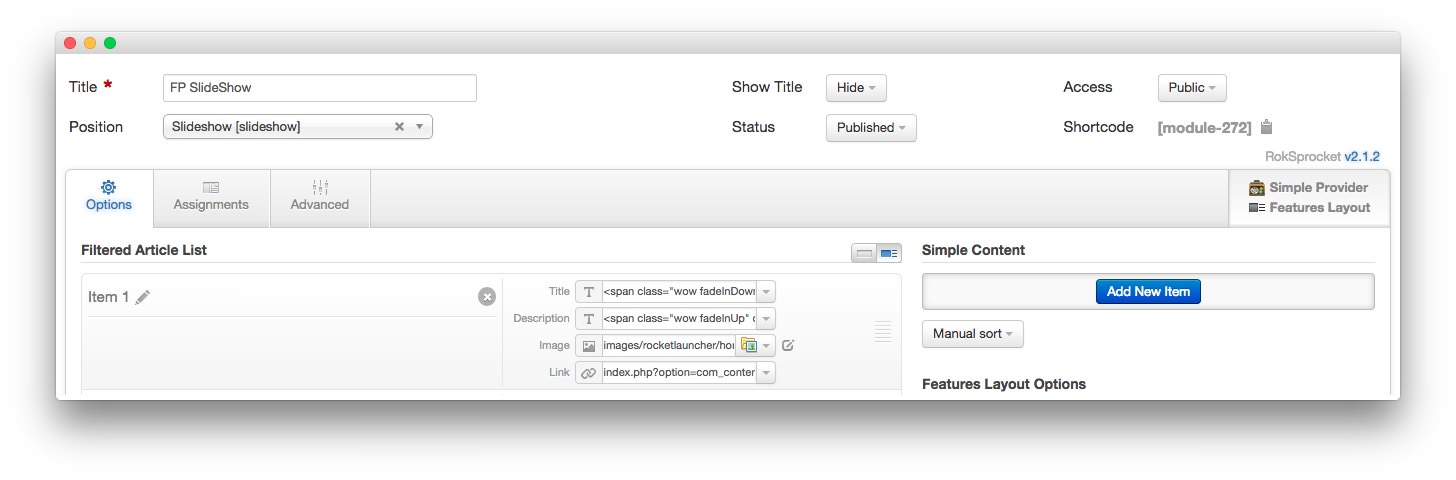 Title * FP SlideShow Show Title Hide Access Public
Position Slideshow [slideshow] Status Published Shortcode [module-272]
RokSprocket v2.1.2
Options Assignments Advanced Simple Provider
Features Layout
Filtered Article List Simple Content
Item 1 Title T <span class="wow fadeInDown Add New Item
Description T <span class="wow fadeInUp"
Image images/rocketlauncher/ho Manual sort
Link index.php?option=com_conten
Features Layout Options